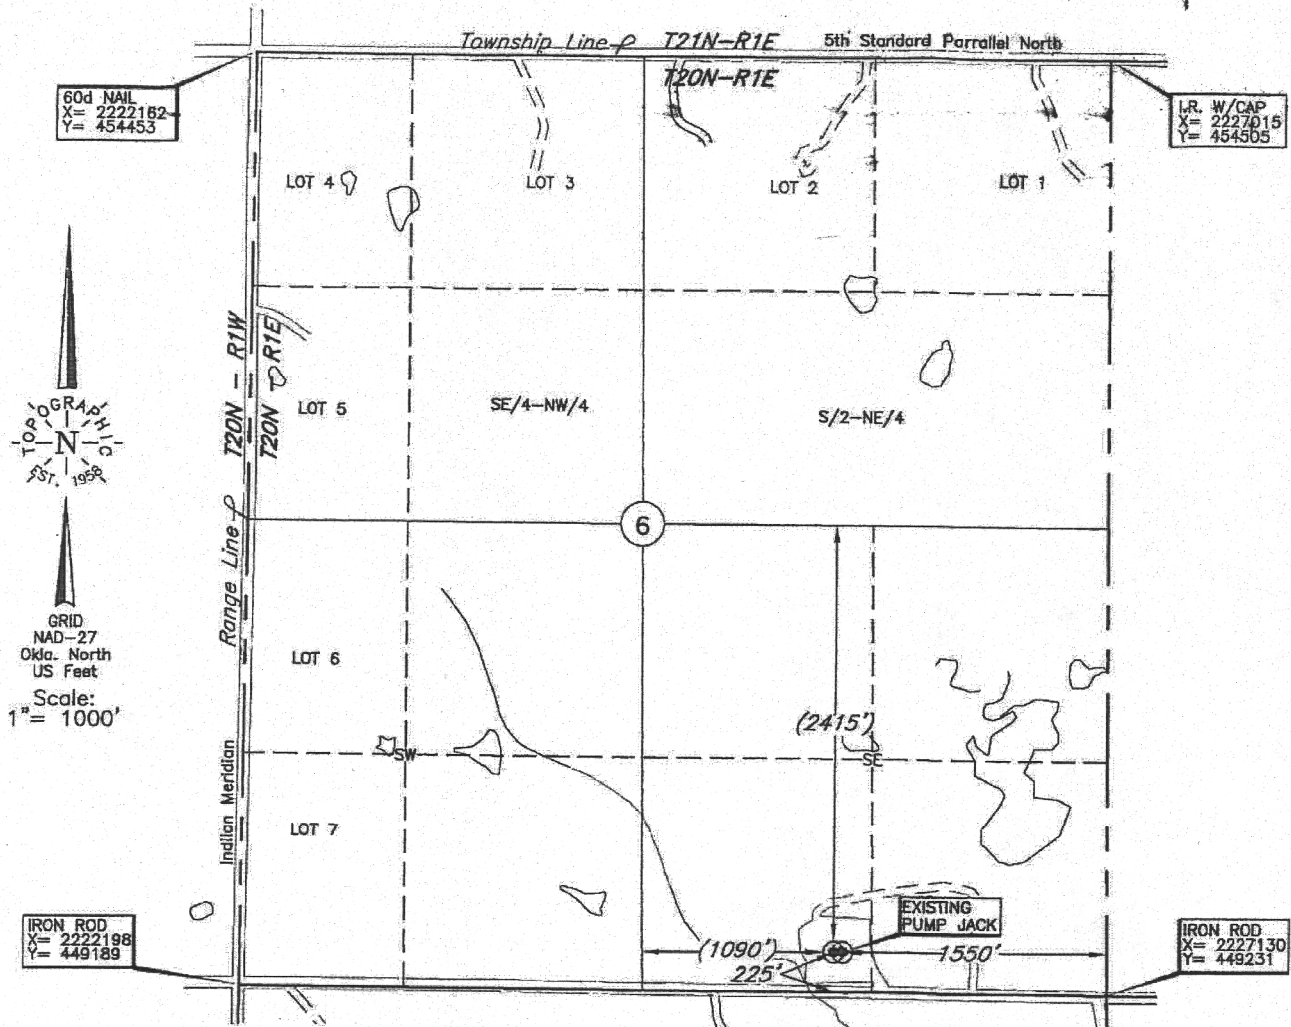 Township Line
T21N-R1E
5th Standard Parrallel North
T20N-R1E
60d NAIL
X= 2222162
Y= 454453
I.R. W/CAP
X= 2227015
Y= 454505
LOT 4
LOT 3
LOT 2
LOT 1
T20N - R1W
T20N - R1E
LOT 5
SE/4-NW/4
S/2-NE/4
TOPOGRAPHIC
N
EST. 1958
Range Line
6
GRID
NAD-27
Okla. North
US Feet
Scale:
1"= 1000'
LOT 6
(2415')
SW
SE
Indian Meridian
LOT 7
EXISTING
PUMP JACK
IRON ROD
X= 2222198
Y= 449189
(1090')
1550'
225'
IRON ROD
X= 2227130
Y= 449231